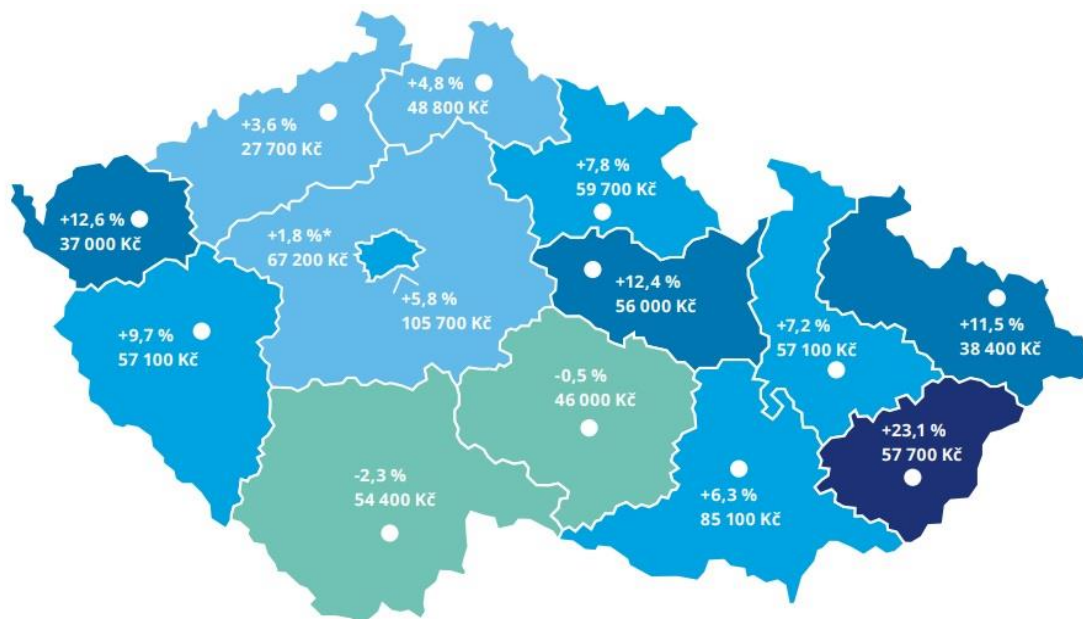 +4,8 %
48 800 Kč
+3,6 %
27 700 Kč
+7,8 %
59 700 Kč
+12,6 %
37 000 Kč
+1,8 %*
67 200 Kč
+5,8 %
105 700 Kč
+12,4 %
56 000 Kč
+9,7 %
57 100 Kč
+7,2 %
57 100 Kč
+11,5 %
38 400 Kč
-0,5 %
46 000 Kč
+23,1 %
57 700 Kč
-2,3 %
54 400 Kč
+6,3 %
85 100 Kč